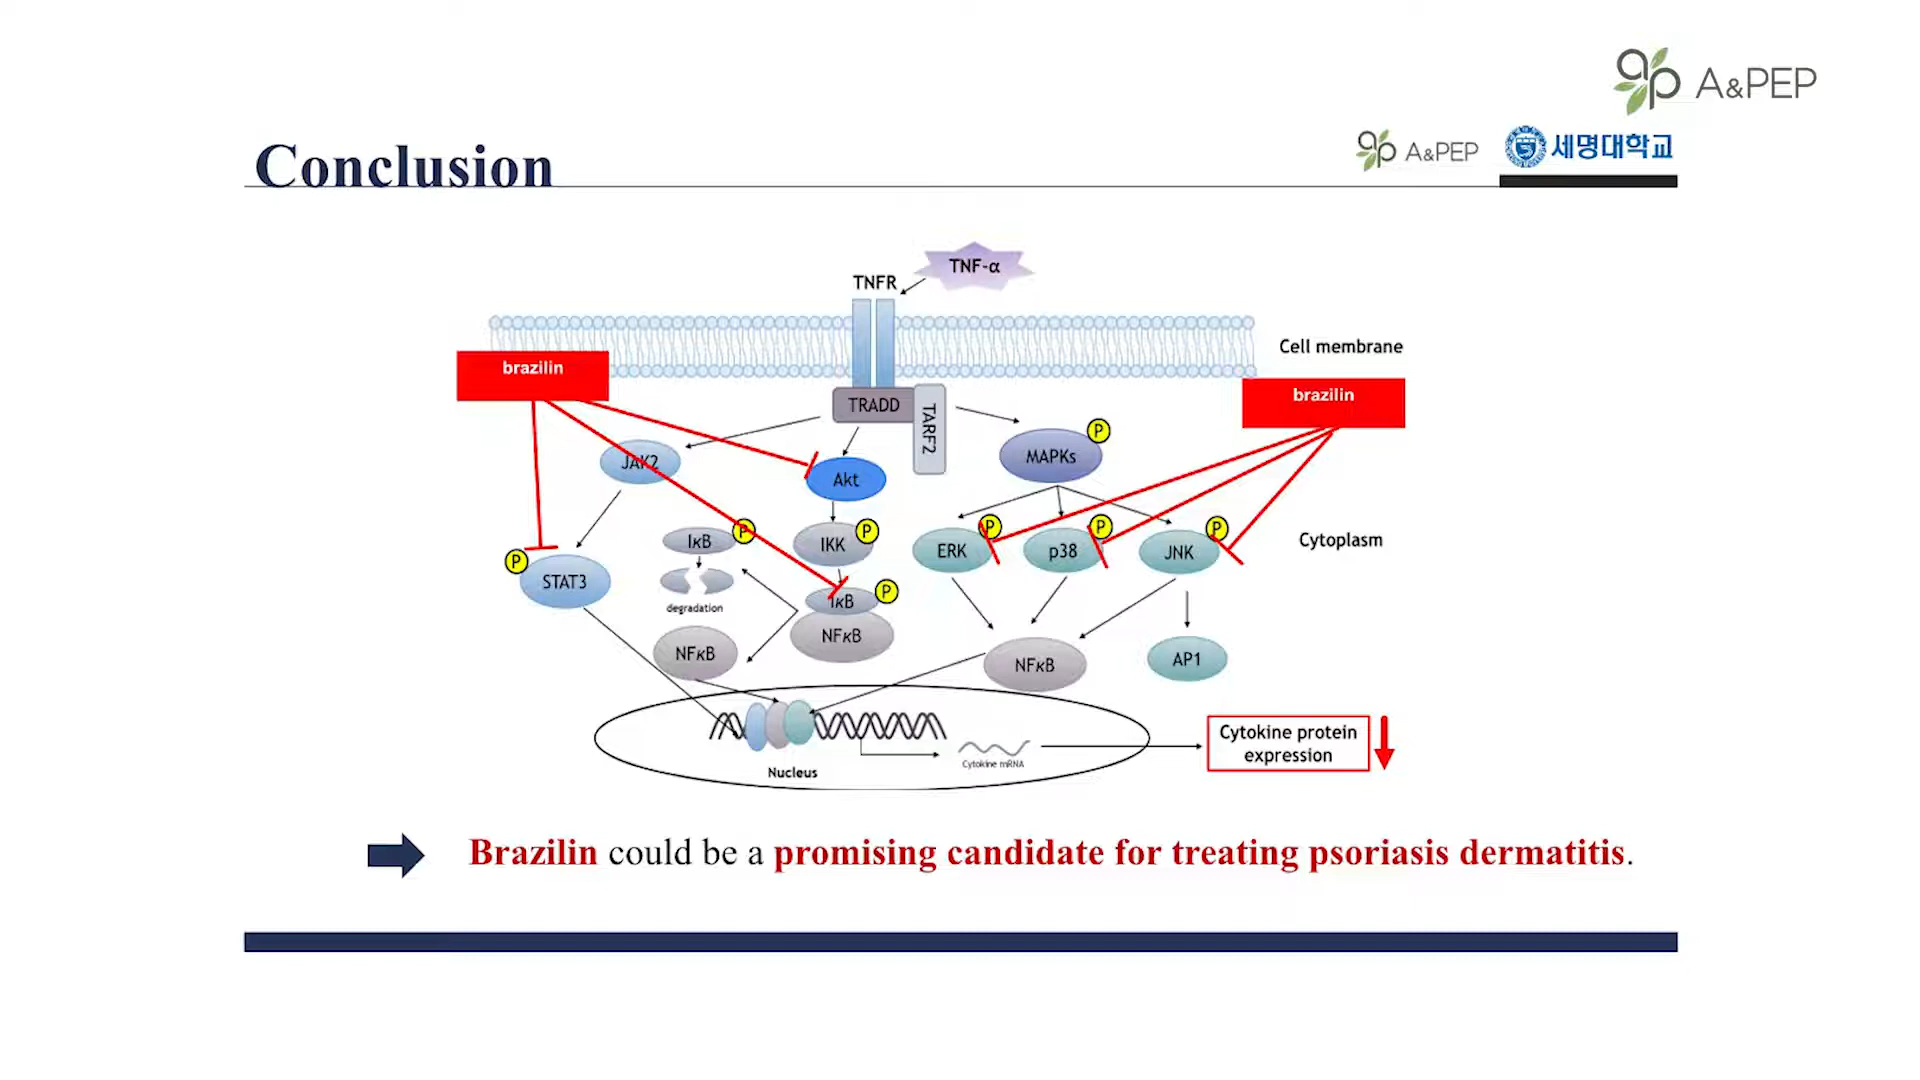 A&PEP
Conclusion
A&PEP
세명대학교
TNF-α
TNFR
Cell membrane
brazilin
brazilin
TRADD
TARF2
P
MAPKs
JAK2
Akt
P
P
P
P
P
IκB
IKK
ERK
p38
JNK
Cytoplasm
P
STAT3
degradation
P
IκB
NFκB
NFκB
NFκB
AP1
Cytokine protein
expression
Nucleus
Cytokine mRNA
Brazilin could be a promising candidate for treating psoriasis dermatitis.